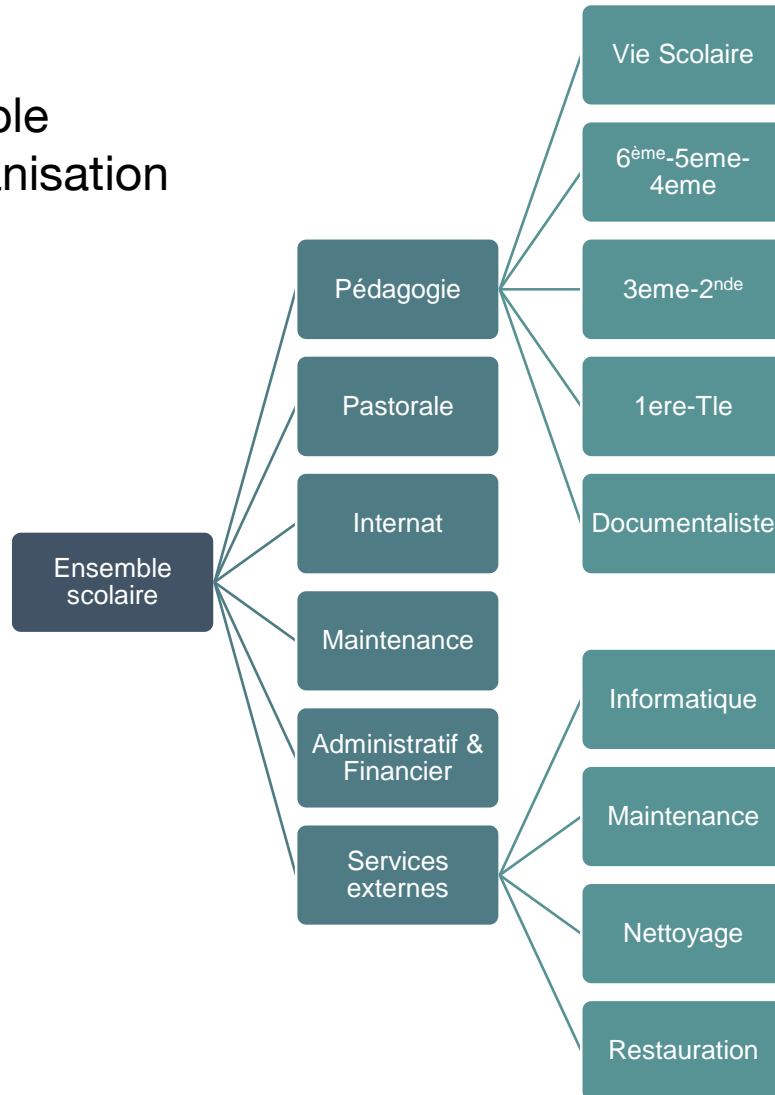 ble
anisation
Vie Scolaire
6ème-5eme-
4eme
Pédagogie
3eme-2nde
Pastorale
1ere-Tle
Internat
Documentaliste
Ensemble
scolaire
Maintenance
Informatique
Administratif &
Financier
Maintenance
Services
externes
Nettoyage
Restauration